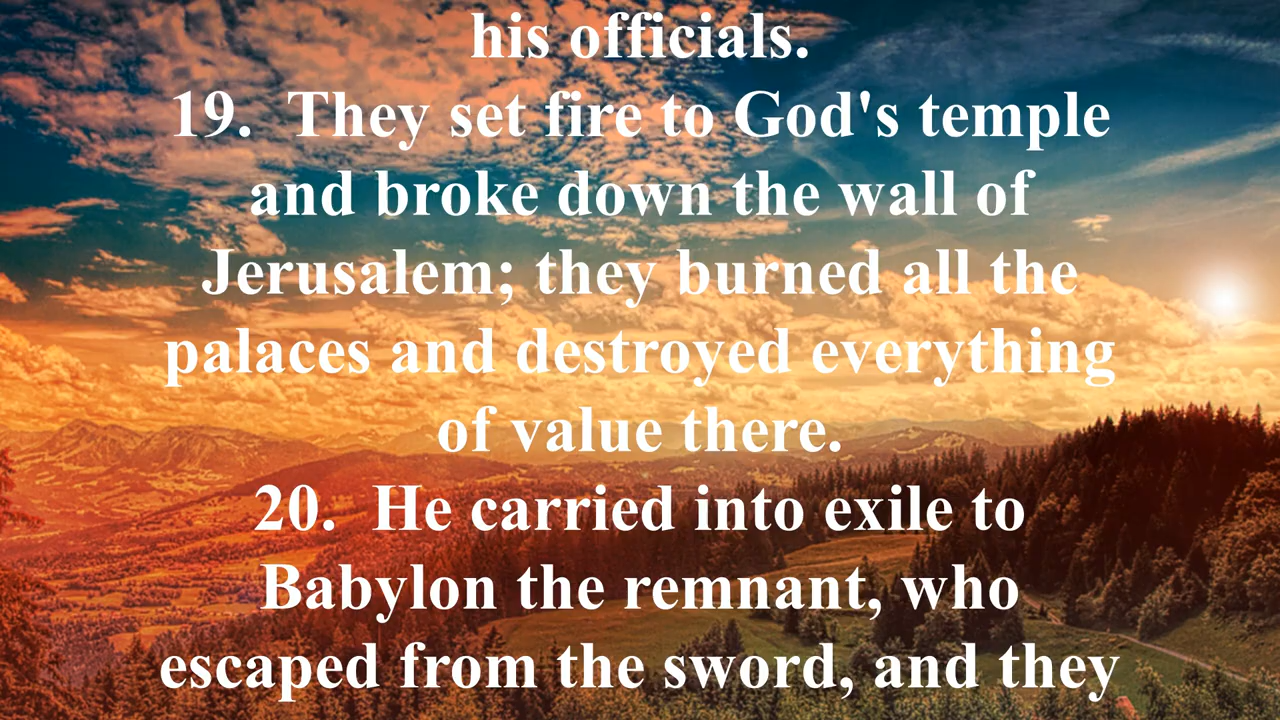 his officials.
19. They set fire to God's temple
and broke down the wall of
Jerusalem; they burned all the
palaces and destroyed everything
of value there.
20. He carried into exile to
Babylon the remnant, who
escaped from the sword, and they